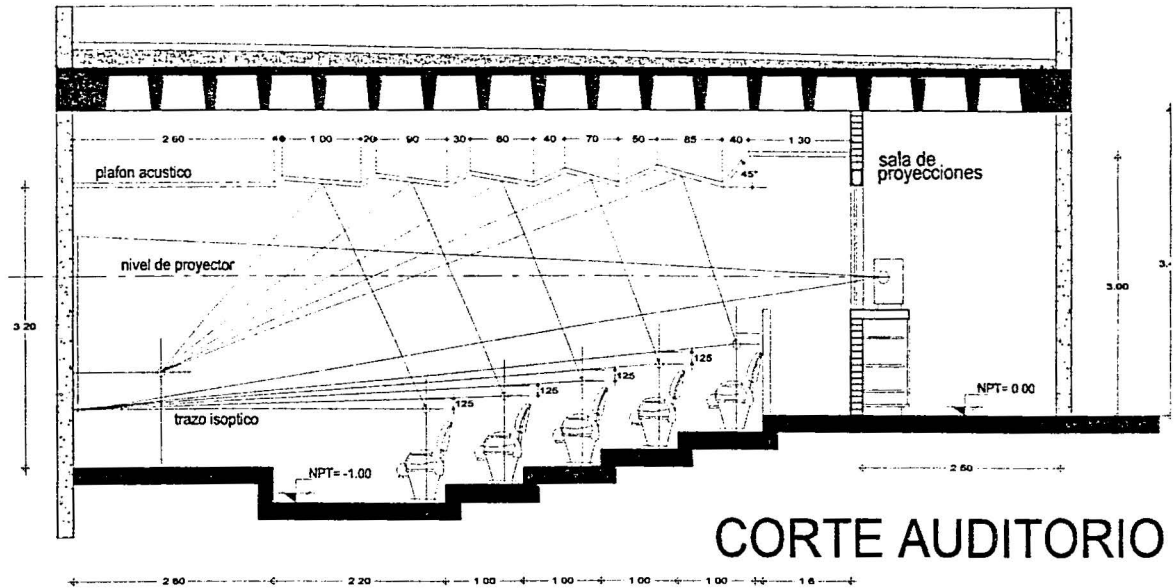 2.60 1.00 20 90 30 80 40 70 50 85 40 1.30
sala de
proyecciones
plafon acustico
45°
nivel de proyector
3.00
3.20
125
125
125
125
NPT= 0.00
trazo isoptico
NPT= -1.00
2.50
CORTE AUDITORIO
2.60 2.20 1.00 1.00 1.00 1.00